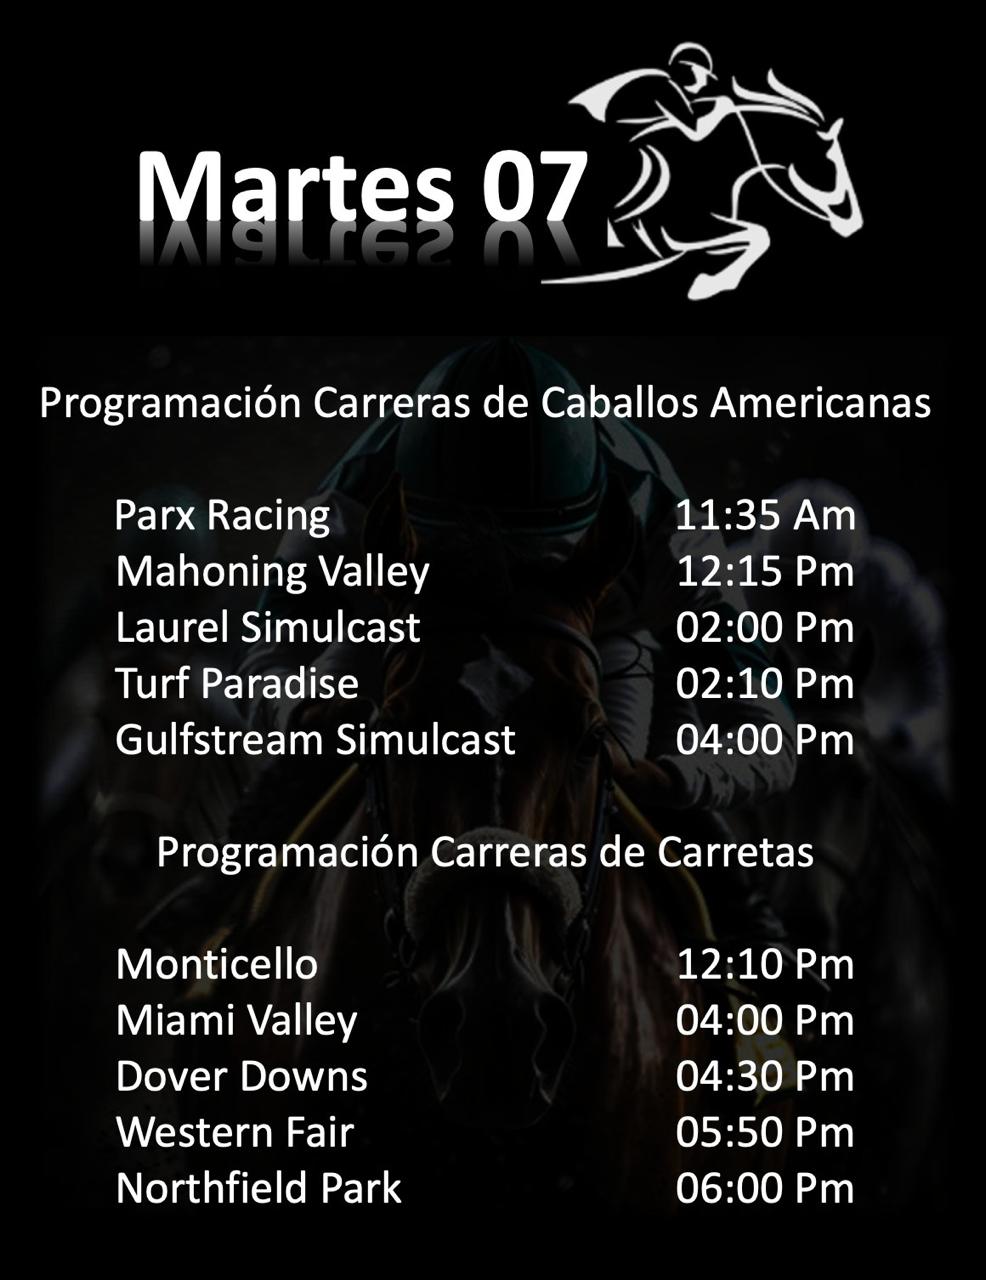 Martes 07
Programación Carreras de Caballos Americanas
Parx Racing 11:35 Am
Mahoning Valley 12:15 Pm
Laurel Simulcast 02:00 Pm
Turf Paradise 02:10 Pm
Gulfstream Simulcast 04:00 Pm
Programación Carreras de Carretas
Monticello 12:10 Pm
Miami Valley 04:00 Pm
Dover Downs 04:30 Pm
Western Fair 05:50 Pm
Northfield Park 06:00 Pm